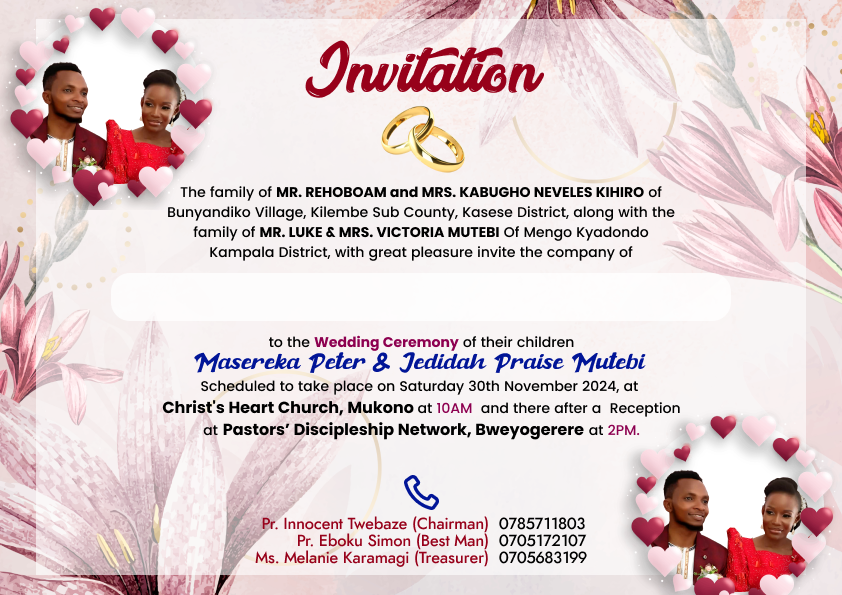 Invitation
The family of MR. REHOBOAM and MRS. KABUGHO NEVELES KIHIRO of
Bunyandiko Village, Kilembe Sub County, Kasese District, along with the
family of MR. LUKE & MRS. VICTORIA MUTEBI Of Mengo Kyadondo
Kampala District, with great pleasure invite the company of
to the Wedding Ceremony of their children
Masereka Peter & Jedidah Praise Mutebi
Scheduled to take place on Saturday 30th November 2024, at
Christ's Heart Church, Mukono at 10AM and there after a Reception
at Pastors’ Discipleship Network, Bweyogerere at 2PM.
Pr. Innocent Twebaze (Chairman) 0785711803
Pr. Eboku Simon (Best Man) 0705172107
Ms. Melanie Karamagi (Treasurer) 0705683199